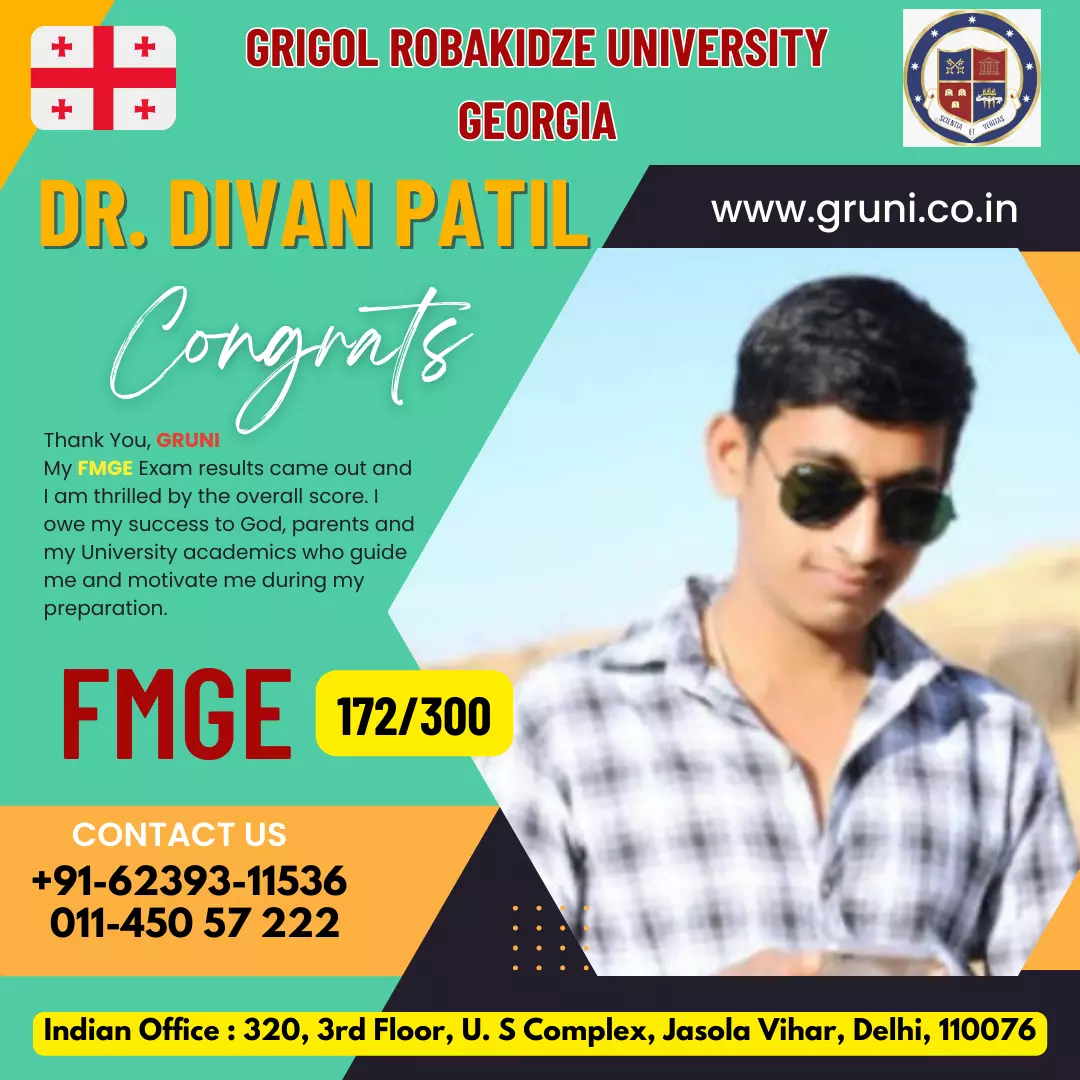 GRIGOL ROBAKIDZE UNIVERSITY
GEORGIA
SCIENTIA ET VERITAS
DR. DIVAN PATIL
www.gruni.co.in
Congrats
Thank You, GRUNI
My FMGE Exam results came out and
I am thrilled by the overall score. I
owe my success to God, parents and
my University academics who guide
me and motivate me during my
preparation.
FMGE
172/300
CONTACT US
+91-62393-11536
011-450 57 222
Indian Office : 320, 3rd Floor, U. S Complex, Jasola Vihar, Delhi, 110076